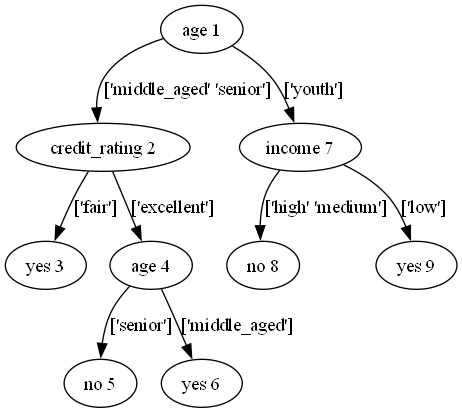 age 1
['middle_aged' 'senior']
['youth']
credit_rating 2
income 7
['fair']
['excellent']
['high' 'medium']
['low']
yes 3
age 4
no 8
yes 9
['senior']
['middle_aged']
no 5
yes 6